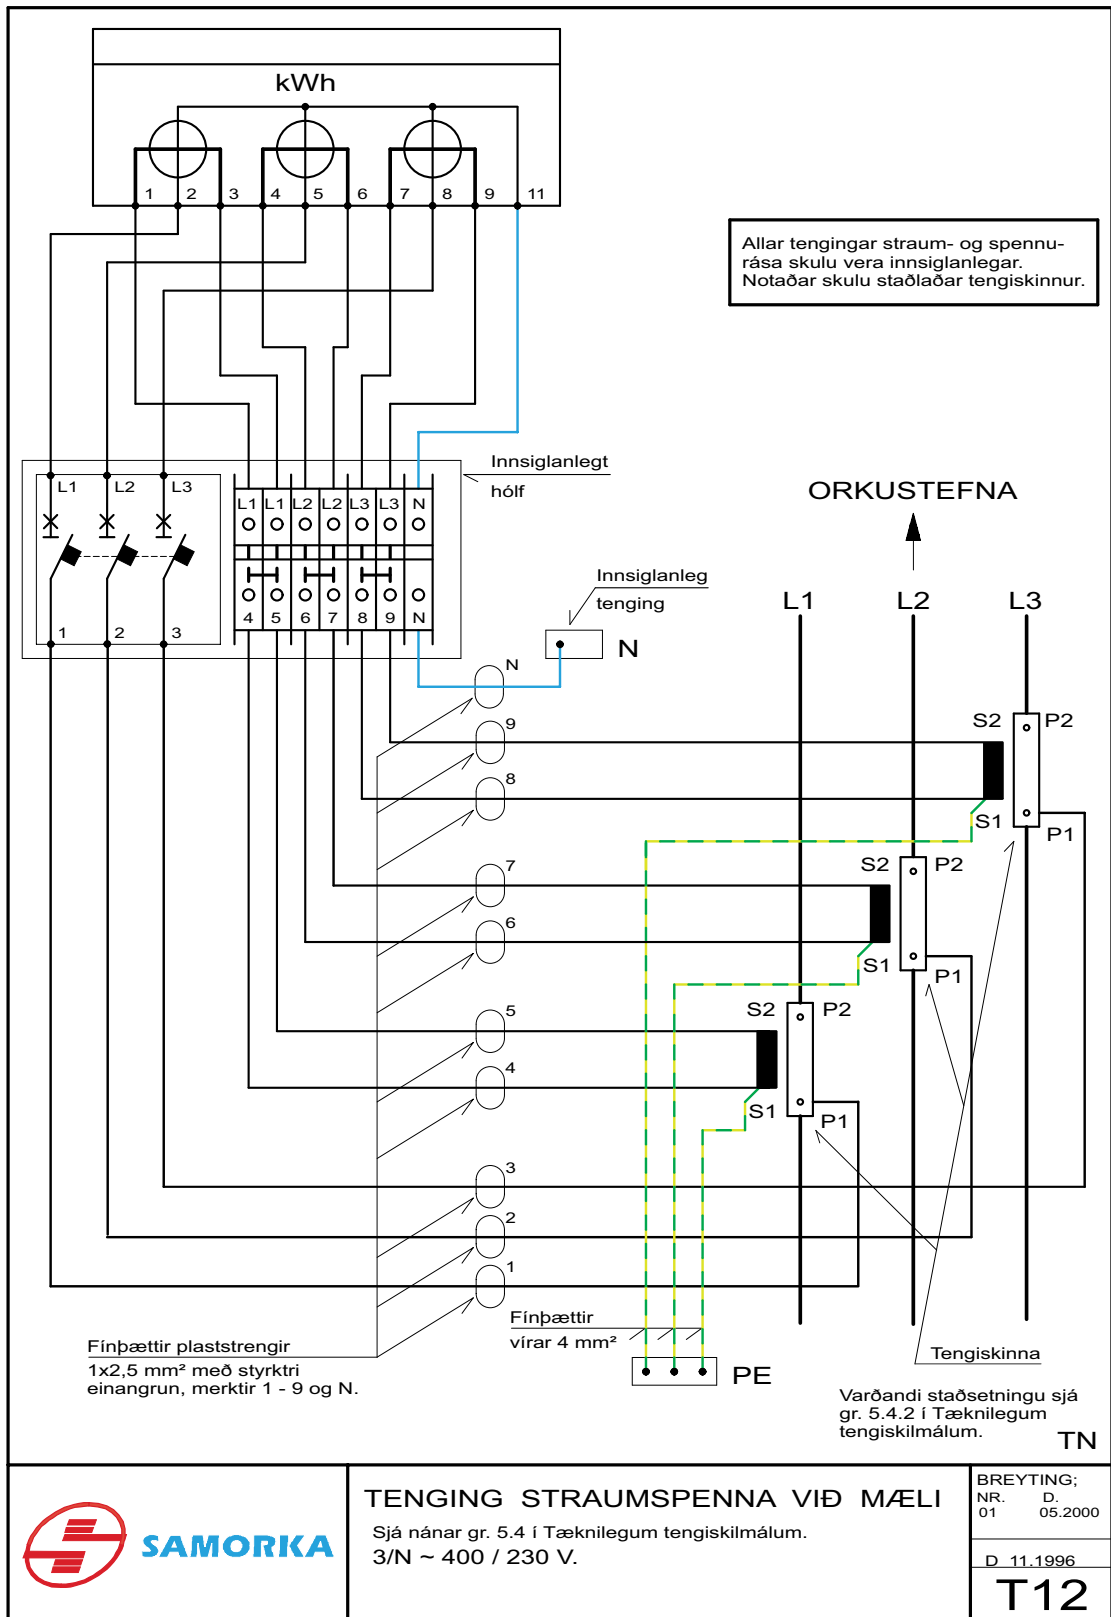 kWh
1 2 3 4 5 6 7 8 9 11
Allar tengingar straum- og spennu-
rása skulu vera innsiglanlegar.
Notaðar skulu staðlaðar tengiskinnur.
Innsiglanlegt
hólf
L1 L2 L3
L1 L1 L2 L2 L3 L3 N
ORKUSTEFNA
Innsiglanleg
tenging
L1 L2 L3
4 5 6 7 8 9 N
1 2 3
N
N
9
S2 P2
8
S1 P1
7
S2 P2
6
S1 P1
5
S2 P2
4
S1 P1
3
2
1
Fínþættir
vírar 4 mm²
Fínþættir plaststrengir
1x2,5 mm² með styrktri
einangrun, merktir 1 - 9 og N.
PE
Tengiskinna
Varðandi staðsetningu sjá
gr. 5.4.2 í Tæknilegum
tengiskilmálum.
TN
SAMORKA
TENGING STRAUMSPENNA VIÐ MÆLI
Sjá nánar gr. 5.4 í Tæknilegum tengiskilmálum.
3/N ~ 400 / 230 V.
BREYTING;
NR. D.
01 05.2000
D 11.1996
T12